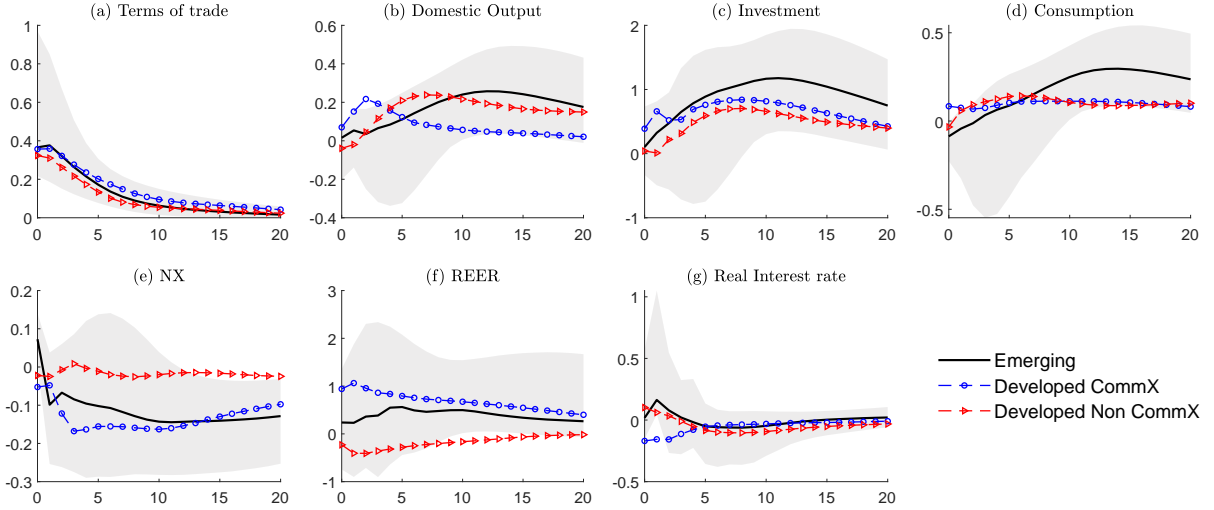 (a) Terms of trade
1
0.8
0.6
0.4
0.2
0
0 5 10 15 20
(b) Domestic Output
0.6
0.4
0.2
0
-0.2
-0.4
0 5 10 15 20
(c) Investment
2
1
0
-1
0 5 10 15 20
(d) Consumption
0.5
0
-0.5
0 5 10 15 20
(e) NX
0.2
0.1
0
-0.1
-0.2
-0.3
0 5 10 15 20
(f) REER
3
2
1
0
-1
0 5 10 15 20
(g) Real Interest rate
1
0.5
0
-0.5
0 5 10 15 20
Emerging
Developed CommX
Developed Non CommX